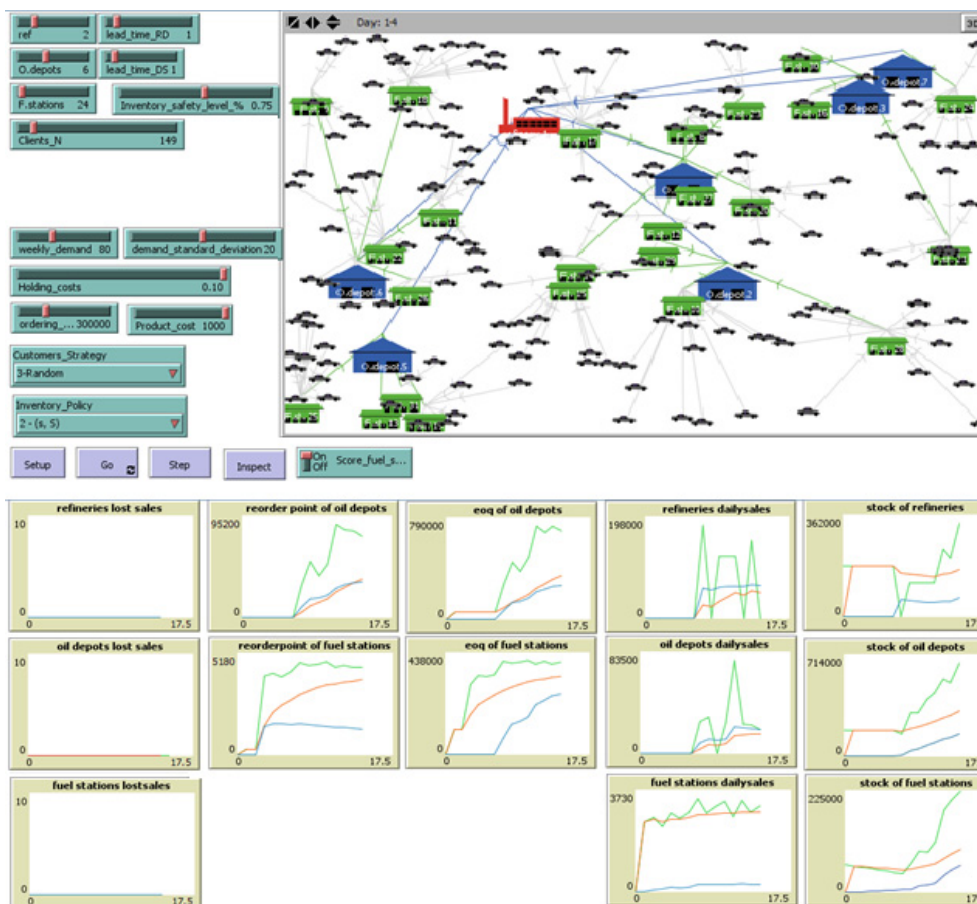 ref 2
lead_time_RD 1
O.depots 6
lead_time_DS 1
F.stations 24
Inventory_safety_level_% 0.75
Clients_N 149
weekly_demand 80
demand_standard_deviation 20
Holding_costs 0.10
ordering_... 300000
Product_cost 1000
Customers_Strategy
3-Random
Inventory_Policy
2 - (s, S)
Setup
Go
Step
Inspect
On
Off
Score_fuel_s...
Day: 14
3D
O.depot.7
O.depot.3
O.depot.6
O.depot.2
O.depot.5
refineries lost sales
10
0
0
17.5
reorder point of oil depots
95200
0
0
17.5
eoq of oil depots
790000
0
0
17.5
refineries dailysales
198000
0
0
17.5
stock of refineries
362000
0
0
17.5
oil depots lost sales
10
0
0
17.5
reorderpoint of fuel stations
5180
0
0
17.5
eoq of fuel stations
438000
0
0
17.5
oil depots dailysales
83500
0
0
17.5
stock of oil depots
714000
0
0
17.5
fuel stations lostsales
10
0
0
17.5
fuel stations dailysales
3730
0
0
17.5
stock of fuel stations
225000
0
0
17.5